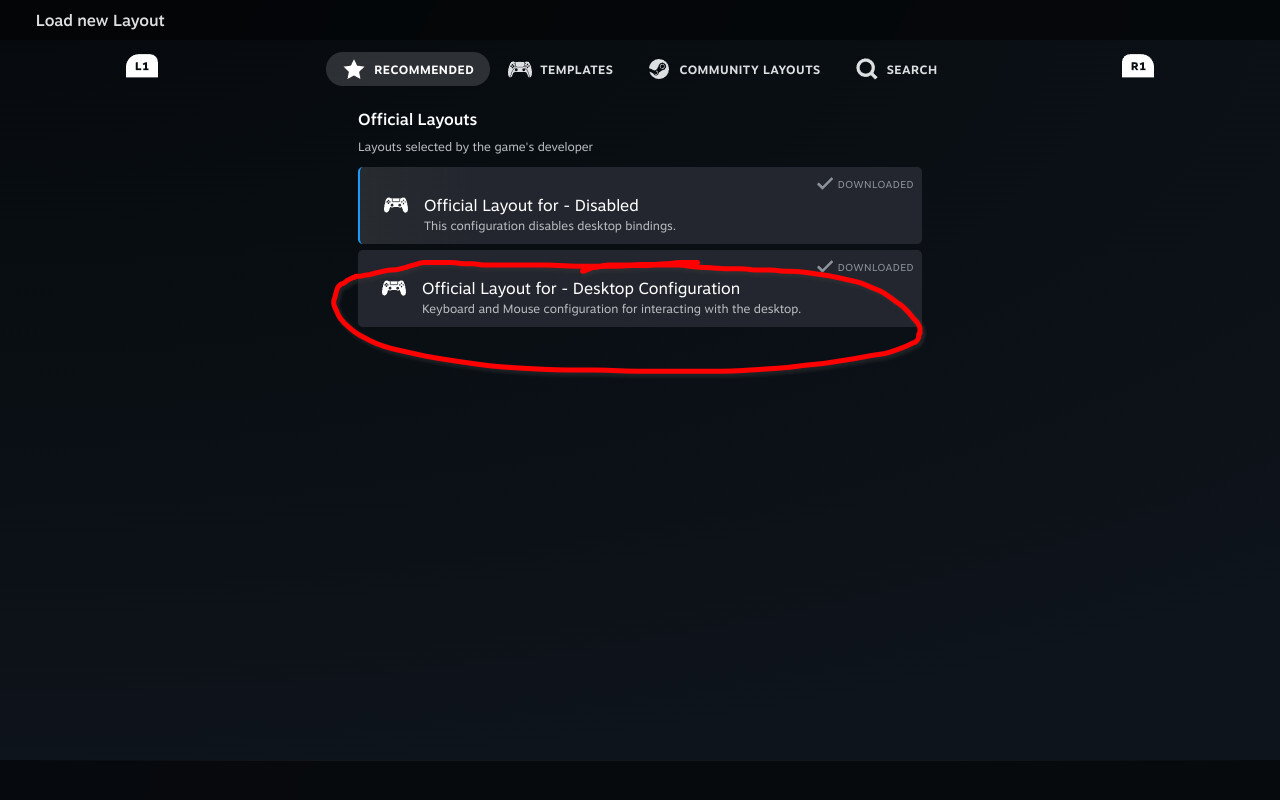 Load new Layout
L1
RECOMMENDED
TEMPLATES
COMMUNITY LAYOUTS
SEARCH
R1
Official Layouts
Layouts selected by the game's developer
DOWNLOADED
Official Layout for - Disabled
This configuration disables desktop bindings.
DOWNLOADED
Official Layout for - Desktop Configuration
Keyboard and Mouse configuration for interacting with the desktop.